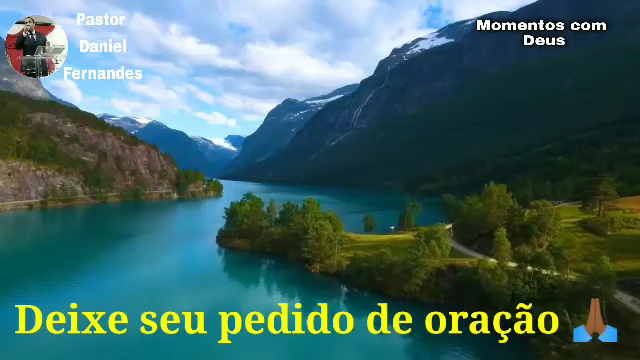 Pastor
Daniel
Fernandes
Momentos com
Deus
Deixe seu pedido de oração 🙏🏽